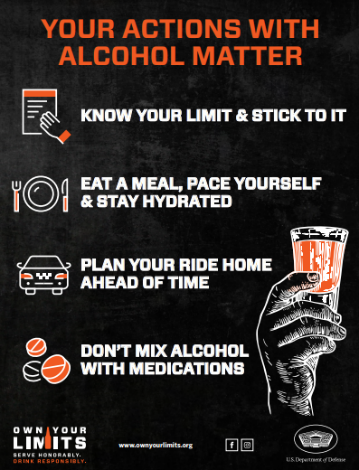 YOUR ACTIONS WITH
ALCOHOL MATTER
KNOW YOUR LIMIT & STICK TO IT
EAT A MEAL, PACE YOURSELF
& STAY HYDRATED
PLAN YOUR RIDE HOME
AHEAD OF TIME
DON'T MIX ALCOHOL
WITH MEDICATIONS
OWN YOUR
LIMITS
SERVE HONORABLY.
DRINK RESPONSIBLY.
www.ownyourlimits.org
f
U.S. Department of Defense